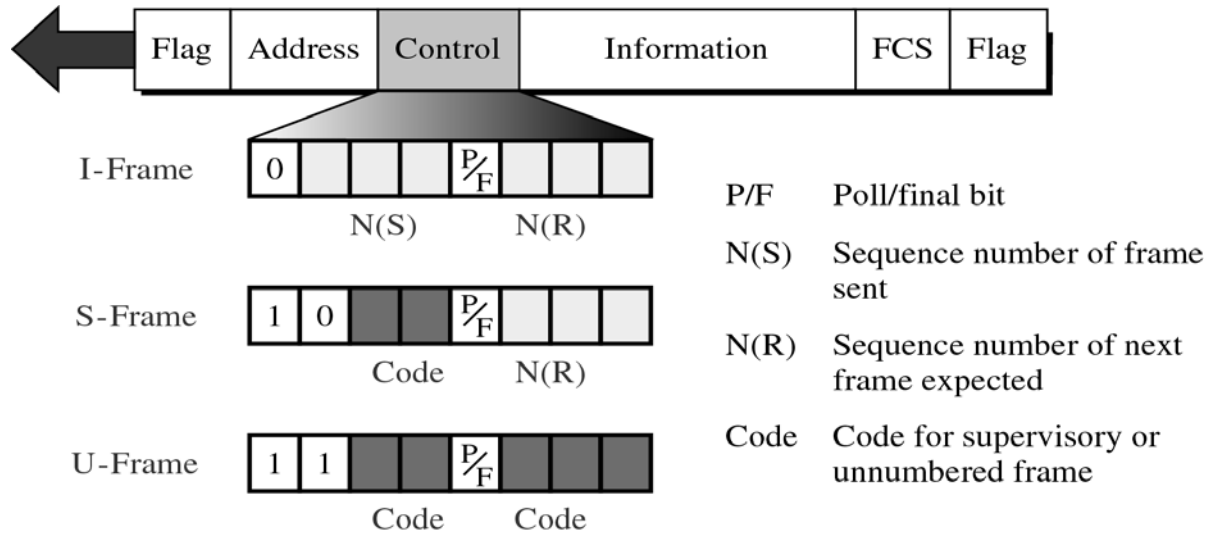 Flag Address Control Information FCS Flag
I-Frame 0 P/F
N(S) N(R)
S-Frame 1 0 P/F
Code N(R)
U-Frame 1 1 P/F
Code Code
P/F Poll/final bit
N(S) Sequence number of frame
sent
N(R) Sequence number of next
frame expected
Code Code for supervisory or
unnumbered frame